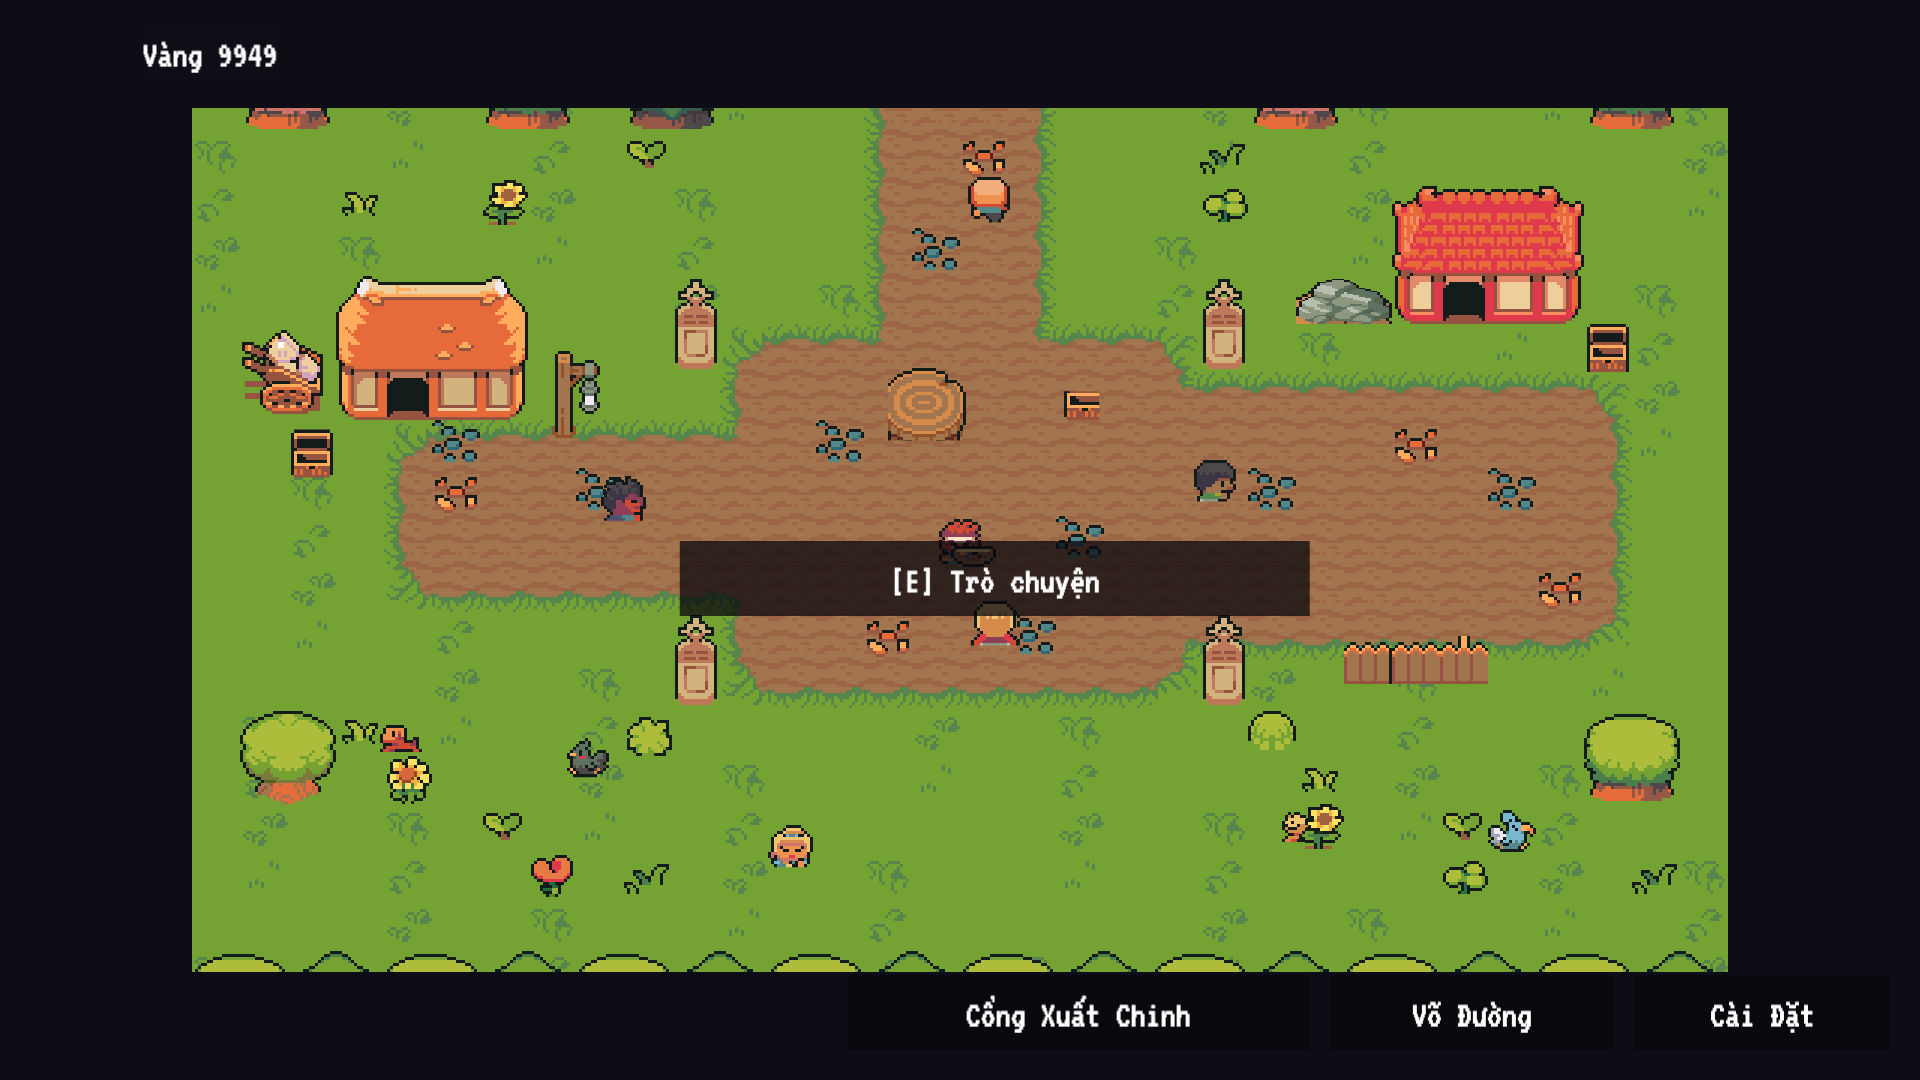 Vàng 9949
[E] Trò chuyện
Cổng Xuất Chinh
Võ Đường
Cài Đặt